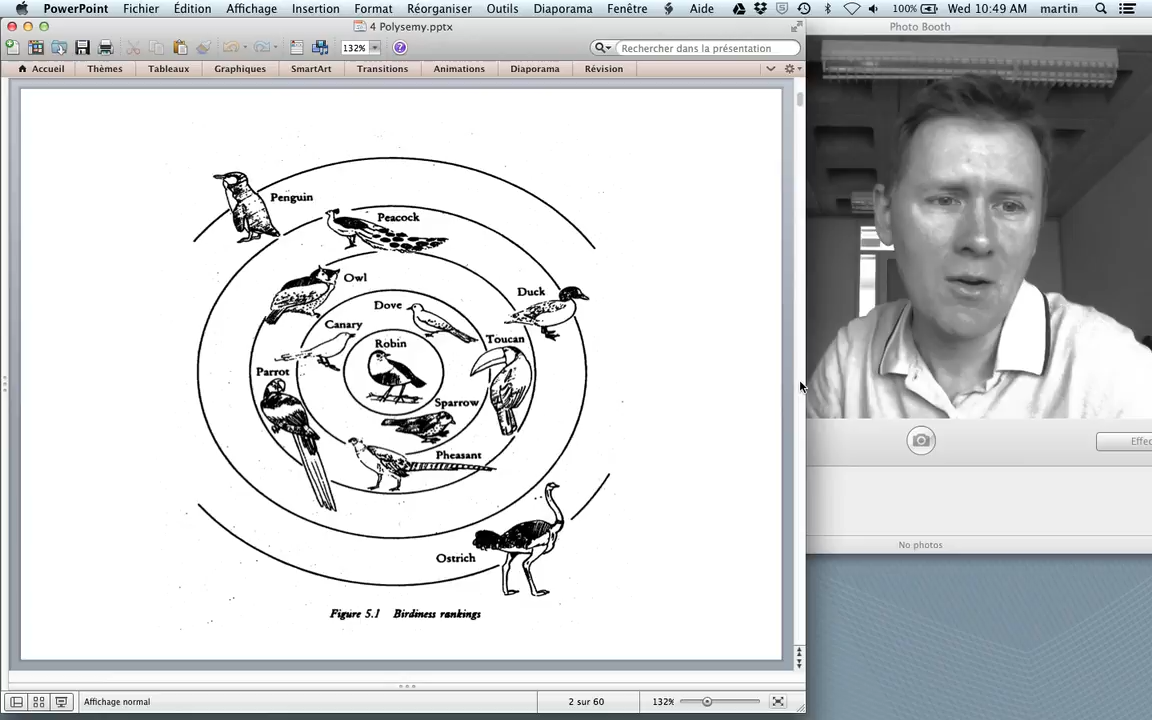 PowerPoint Fichier Édition Affichage Insertion Format Réorganiser Outils Diaporama Fenêtre Aide 100% Wed 10:49 AM martin
4 Polysemy.pptx
Photo Booth
132%
Rechercher dans la présentation
Accueil Thèmes Tableaux Graphiques SmartArt Transitions Animations Diaporama Révision
Penguin
Peacock
Owl
Duck
Dove
Canary
Robin
Toucan
Parrot
Sparrow
Pheasant
Ostrich
Figure 5.1 Birdiness rankings
Effec
No photos
Affichage normal
2 sur 60
132%